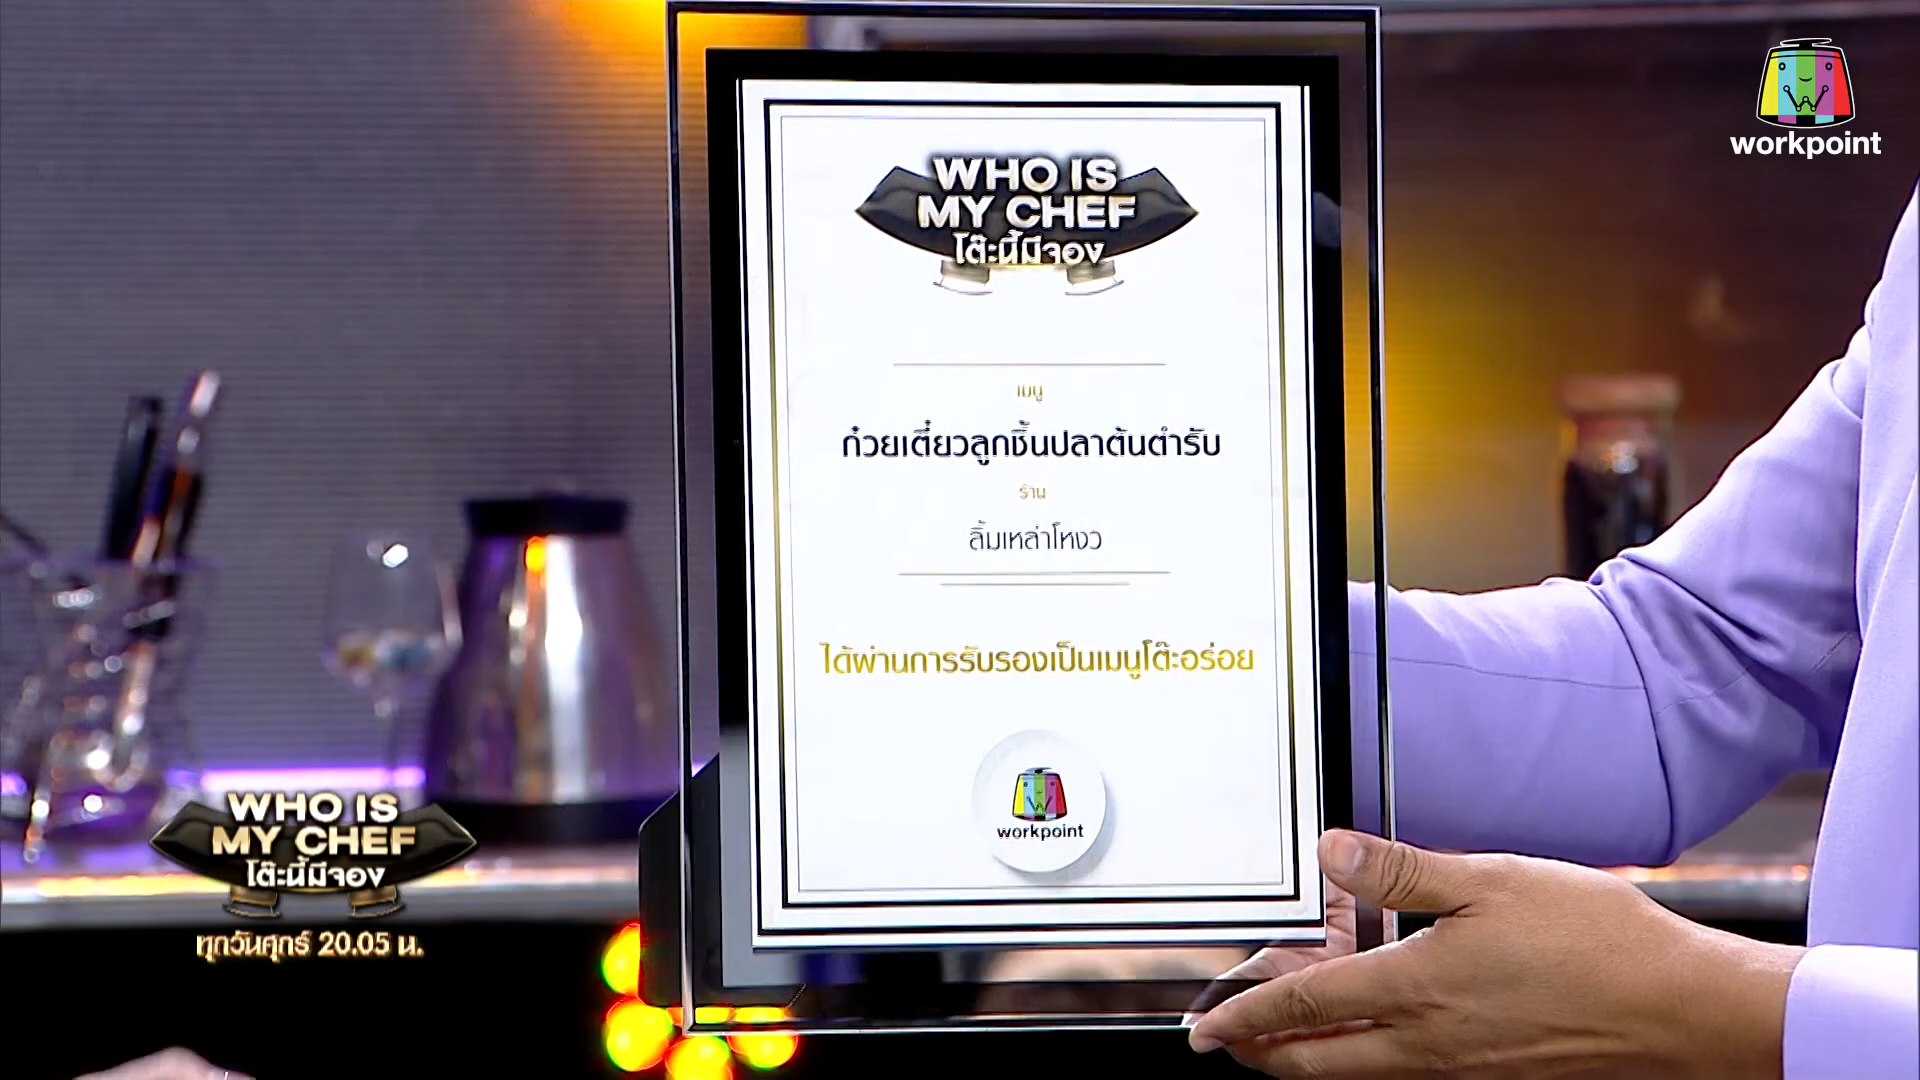 workpoint
WHO IS
MY CHEF
โต๊ะนี้มีจอง
เมนู
ก๋วยเตี๋ยวลูกชิ้นปลาต้นตำรับ
ร้าน
ลิ้มเหล่าโหงว
ได้ผ่านการรับรองเป็นเมนูโต๊ะอร่อย
workpoint
WHO IS
MY CHEF
โต๊ะนี้มีจอง
ทุกวันศุกร์ 20.05 น.